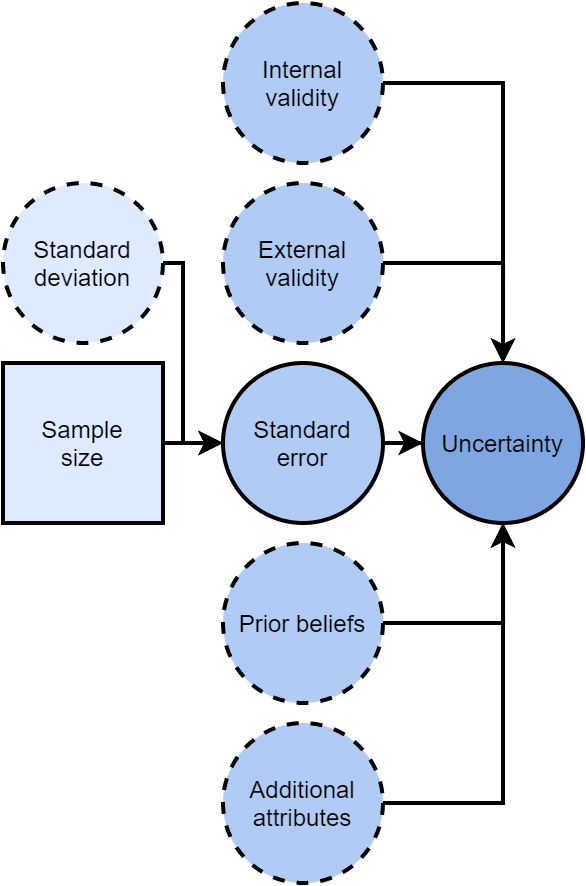 Internal
validity
External
validity
Standard
deviation
Sample
size
Standard
error
Uncertainty
Prior beliefs
Additional
attributes